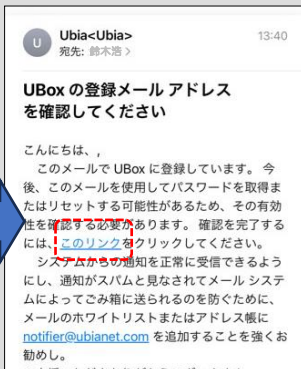 U
Ubia<Ubia>
13:40
宛先: 鈴木浩 >
UBox の登録メール アドレス
を確認してください
こんにちは、,
このメールで UBox に登録しています。 今
後、このメールを使用してパスワードを取得ま
たはリセットする可能性があるため、その有効
性を確認する必要があります。 確認を完了する
には、このリンクをクリックしてください。
システムからの通知を正常に受信できるよう
にし、通知がスパムと見なされてメール システ
ムによってごみ箱に送られるのを防ぐために、
メールのホワイトリストまたはアドレス帳に
notifier@ubianet.com を追加することを強くお
勧めし。